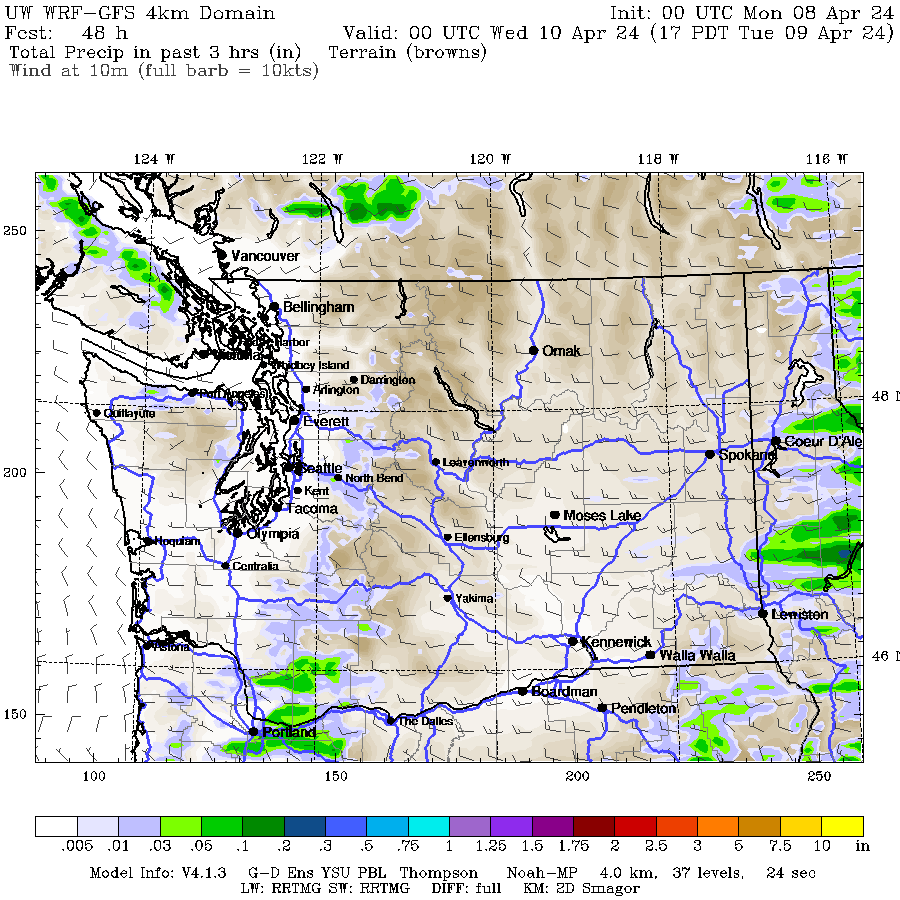 UW WRF-GFS 4km Domain Init: 00 UTC Mon 08 Apr 24
Fcst: 48 h Valid: 00 UTC Wed 10 Apr 24 (17 PDT Tue 09 Apr 24)
Total Precip in past 3 hrs (in) Terrain (browns)
Wind at 10m (full barb = 10kts)
124 W 122 W 120 W 118 W 116 W
250
Vancouver
Bellingham
Harbor
Victoria
Whidbey Island
Omak
Darrington
Port Angeles
Arlington
48 N
Quillayute
Everett
Coeur D'Ale
Spokane
Leavenworth
200
Seattle
North Bend
Kent
Tacoma
Moses Lake
Olympia
Hoquiam
Ellensburg
Centralia
Yakima
Lewiston
Astoria
Kennewick
Walla Walla
46 N
Boardman
Pendleton
150
The Dalles
Portland
100 150 200 250
.005 .01 .03 .05 .1 .2 .3 .5 .75 1 1.25 1.5 1.75 2 2.5 3 5 7.5 10 in
Model Info: V4.1.3 G-D Ens YSU PBL Thompson Noah-MP 4.0 km, 37 levels, 24 sec
LW: RRTMG SW: RRTMG DIFF: full KM: 2D Smagor